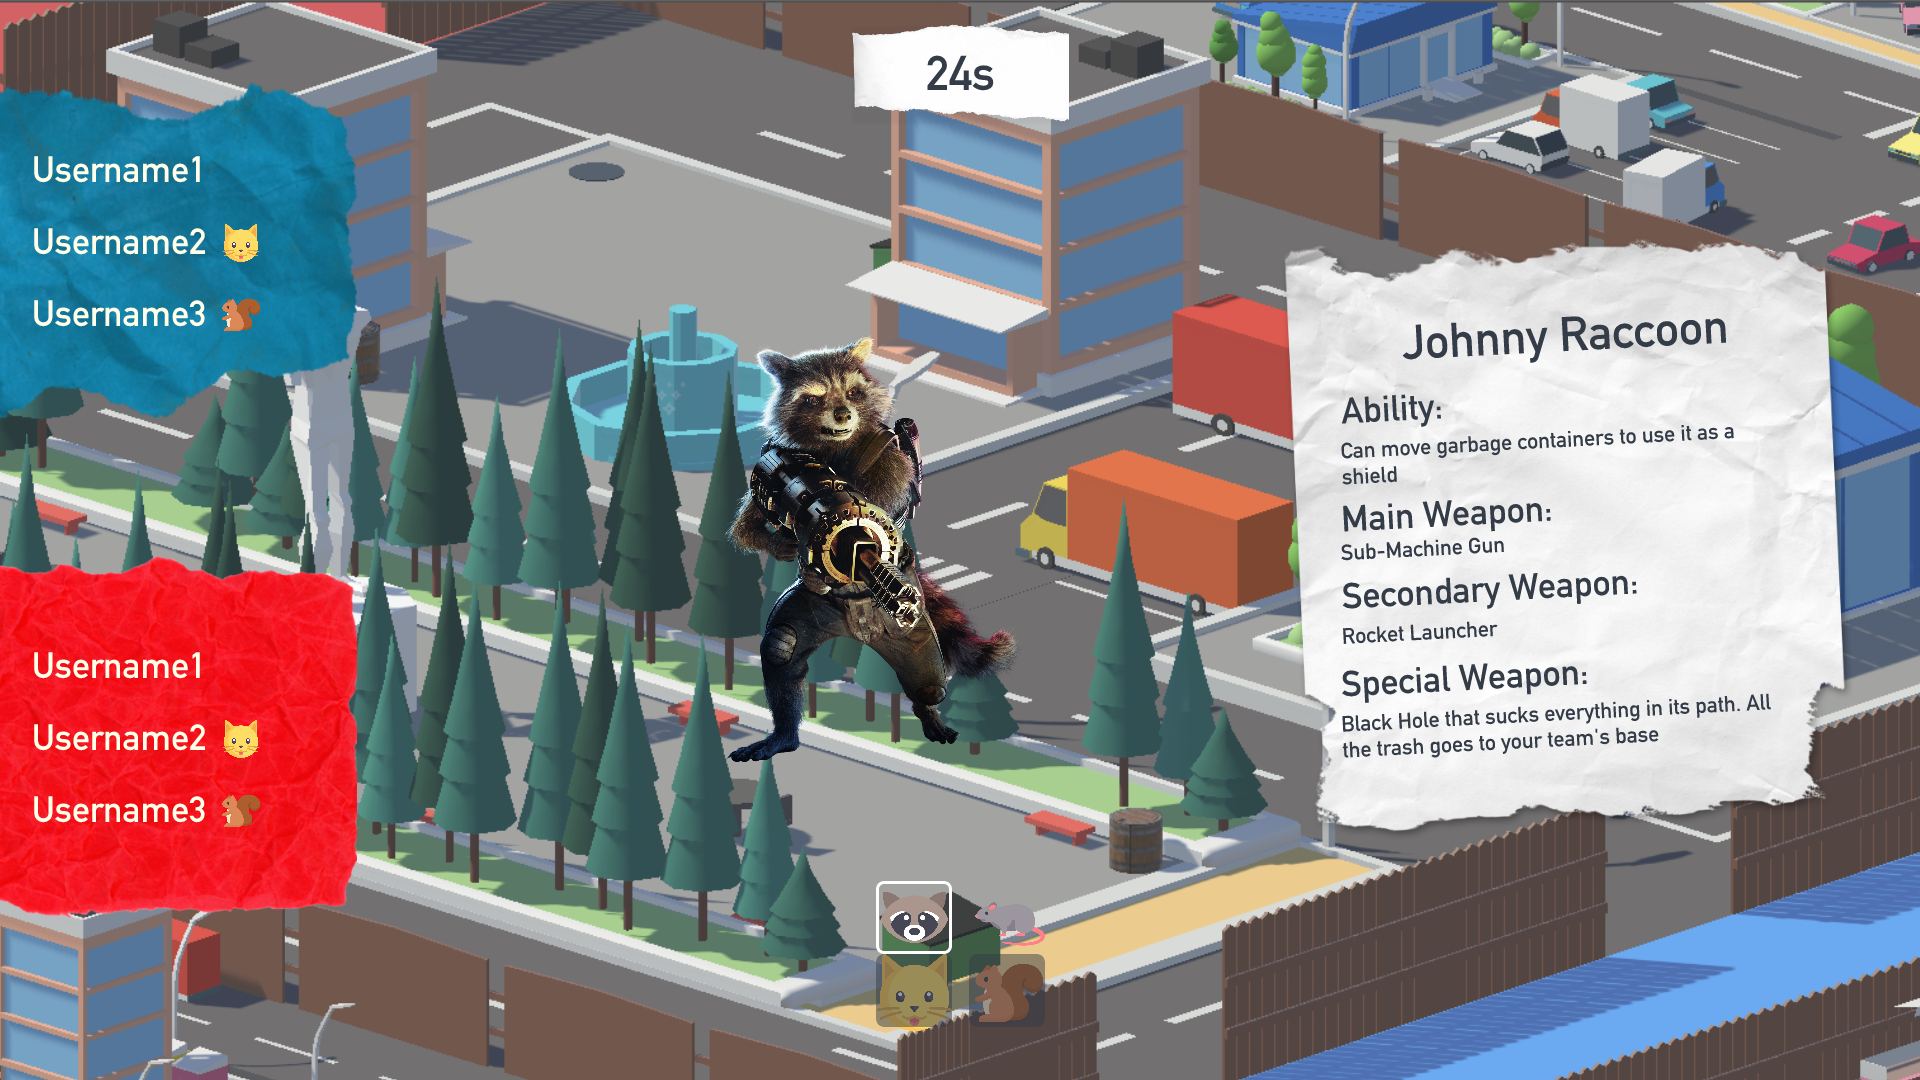 24s
Username1
Username2
Username3
Username1
Username2
Username3
Johnny Raccoon
Ability:
Can move garbage containers to use it as a
shield
Main Weapon:
Sub-Machine Gun
Secondary Weapon:
Rocket Launcher
Special Weapon:
Black Hole that sucks everything in its path. All
the trash goes to your team's base